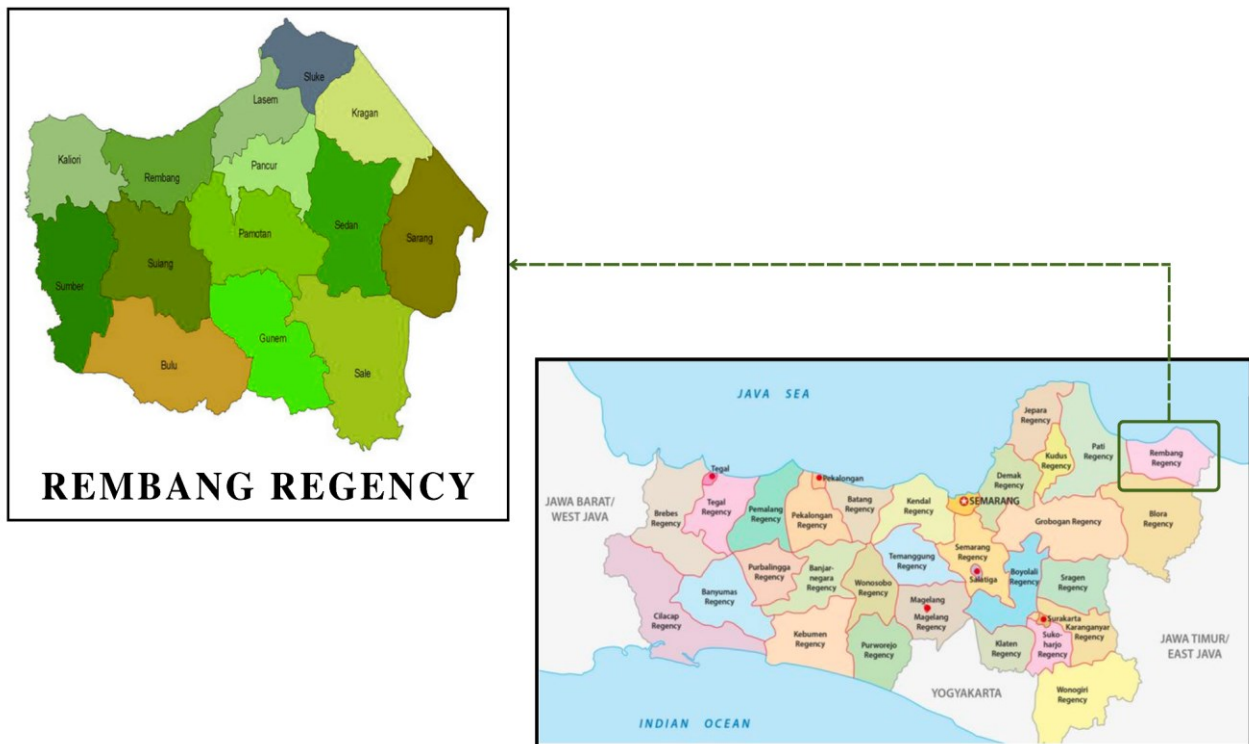 Sluke
Lasem
Kragan
Kaliori
Rembang
Pancur
Pamotan
Sedan
Sarang
Sulang
Sumber
Gunem
Bulu
Sale
REMBANG REGENCY
JAVA SEA
Jepara
Regency
Pati
Regency
Kudus
Regency
Rembang
Regency
Demak
Regency
Tegal
Pekalongan
JAWA BARAT/
WEST JAVA
Brebes
Regency
Tegal
Regency
Pemalang
Regency
Pekalongan
Regency
Batang
Regency
Kendal
Regency
SEMARANG
Grobogan Regency
Blora
Regency
Purbalingga
Regency
Banjar-
negara
Regency
Wonosobo
Regency
Temanggung
Regency
Semarang
Regency
Salatiga
Boyolali
Regency
Sragen
Regency
Banyumas
Regency
Cilacap
Regency
Magelang
Magelang
Regency
Surakarta
Karanganyar
Regency
Kebumen
Regency
Purworejo
Regency
Klaten
Regency
Suko-
harjo
Regency
JAWA TIMUR/
EAST JAVA
YOGYAKARTA
Wonogiri
Regency
INDIAN OCEAN